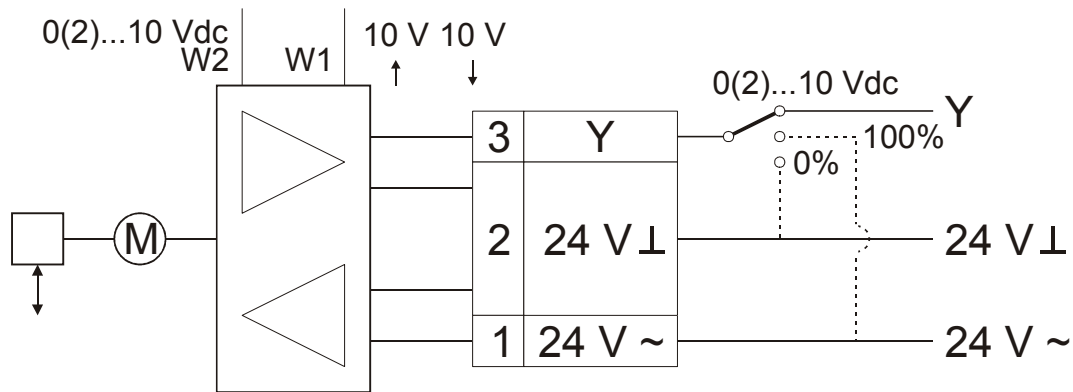 0(2)...10 Vdc
W2
W1
10 V
10 V
0(2)...10 Vdc
Y
3
Y
100%
0%
M
2
24 V⊥
24 V⊥
1
24 V ~
24 V ~